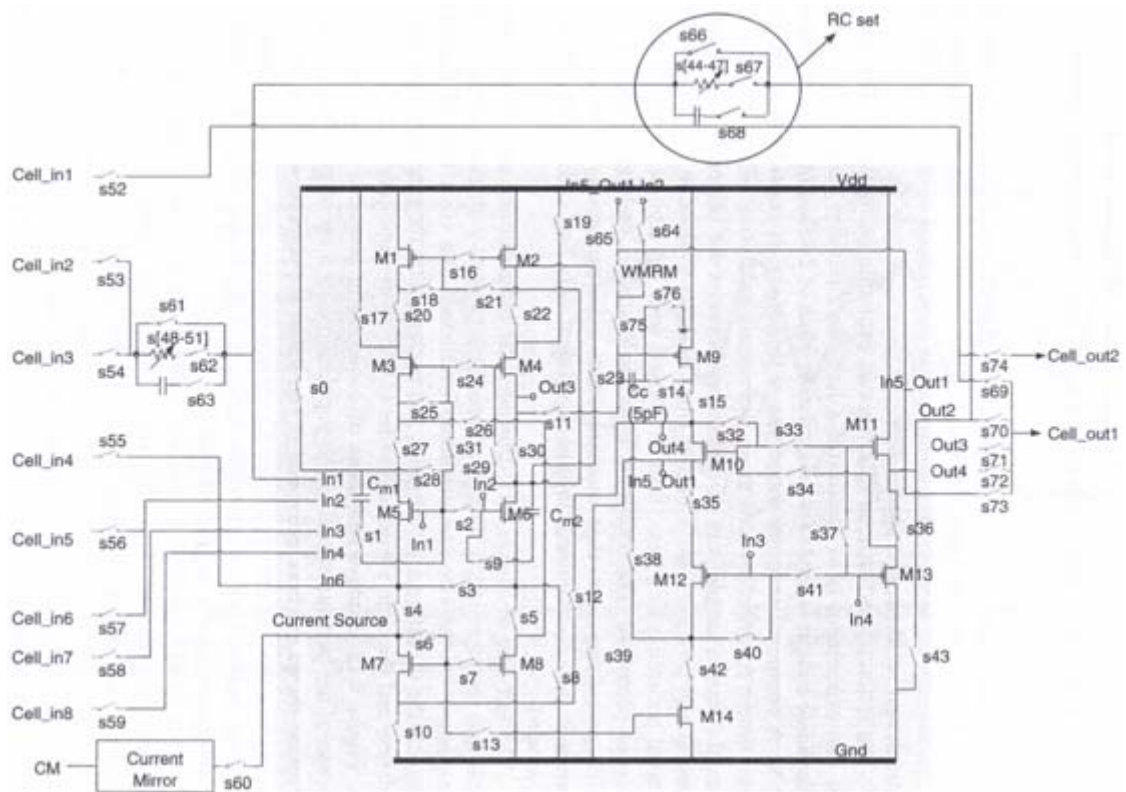 RC set
s66
s[44-47]
s67
s68
Cell_in1
s52
In5_Out1 In2
Vdd
s19
s65
s64
Cell_in2
s53
M1
s16
M2
WMRM
s61
s18
s21
s76
s[48-51]
s17
s20
s22
s75
Cell_in3
s62
s54
M3
s24
M4
M9
s74
Cell_out2
s63
s0
s23
s14
In5_Out1
s69
Out3
Cc
s15
s25
(5pF)
Out2
s26
s11
s32
s33
M11
s70
Cell_out1
s55
s27
s31
s30
Out3
s71
s29
Out4
M10
Cell_in4
s28
In1
In2
In5_Out1
s34
Out4
s72
Cm1
In2
s73
M5
s2
M6
s35
Cm2
s36
Cell_in5
s56
In3
s1
In1
s37
In4
s9
s38
In3
In6
s3
M12
s41
M13
s12
Cell_in6
s57
s4
s5
In4
Current Source
s6
s39
s40
s43
Cell_in7
s58
M7
s7
M8
s8
s42
Cell_in8
s59
s10
s13
M14
CM
Current
Mirror
s60
Gnd